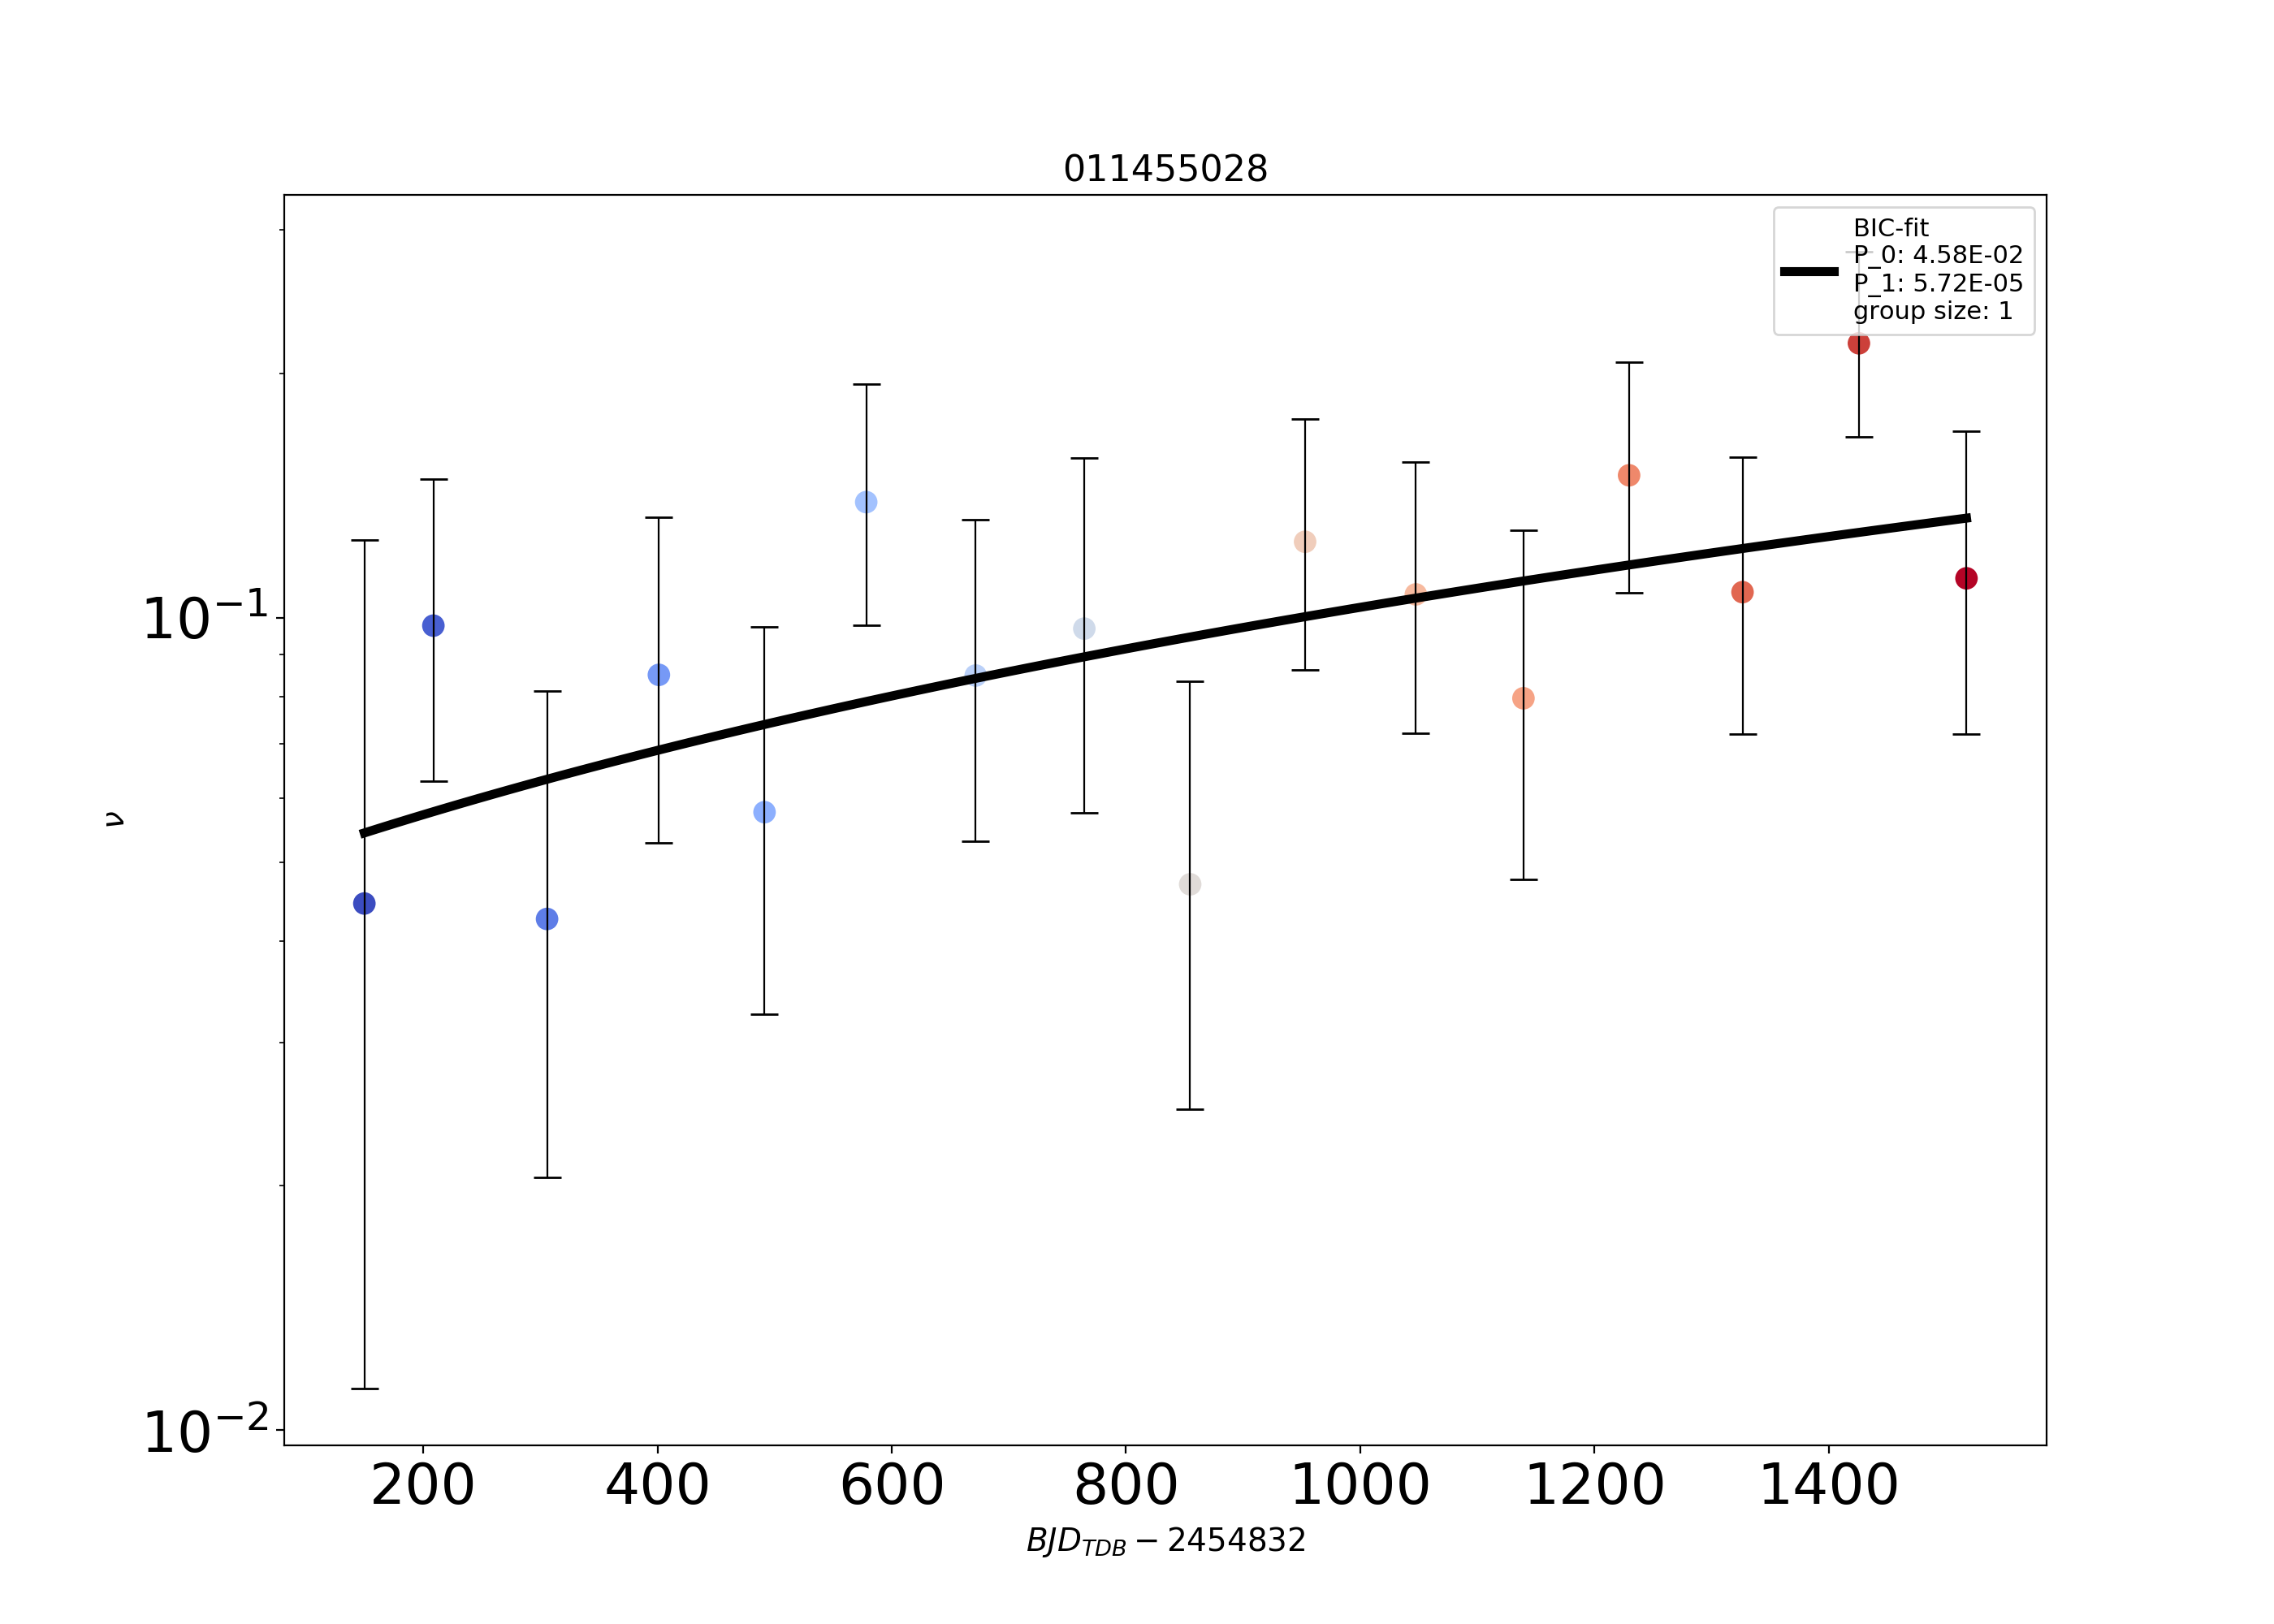 011455028
BIC-fit
P_0: 4.58E-02
P_1: 5.72E-05
group size: 1
ν
10⁻¹
10⁻²
200 400 600 800 1000 1200 1400
BJD_TDB − 2454832